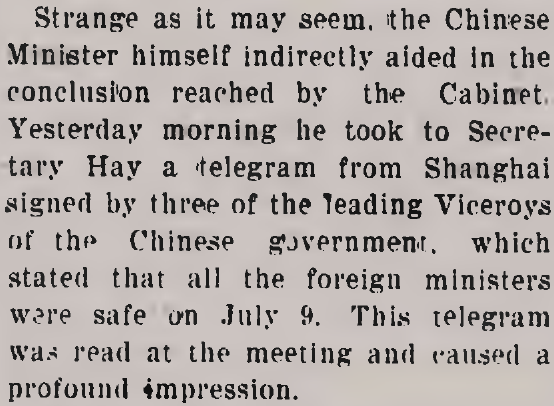 Strange as it may seem, the Chinese
Minister himself indirectly aided in the
conclusion reached by the Cabinet.
Yesterday morning he took to Secre-
tary Hay a telegram from Shanghai
signed by three of the leading Viceroys
of the Chinese government, which
stated that all the foreign ministers
were safe on July 9. This telegram
was read at the meeting and caused a
profound impression.